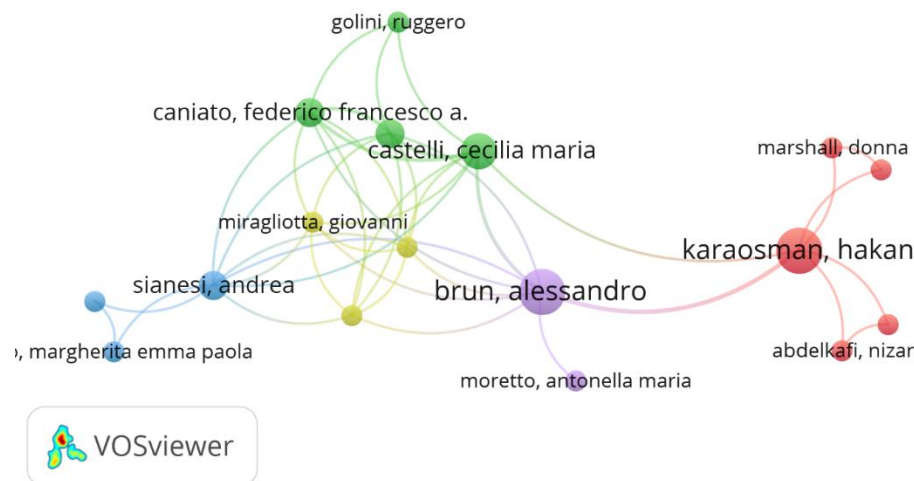 golini, ruggero
caniato, federico francesco a.
castelli, cecilia maria
marshall, donna
miragliotta, giovanni
karaosman, hakan
sianesi, andrea
brun, alessandro
, margherita emma paola
abdelkafi, nizar
moretto, antonella maria
VOSviewer